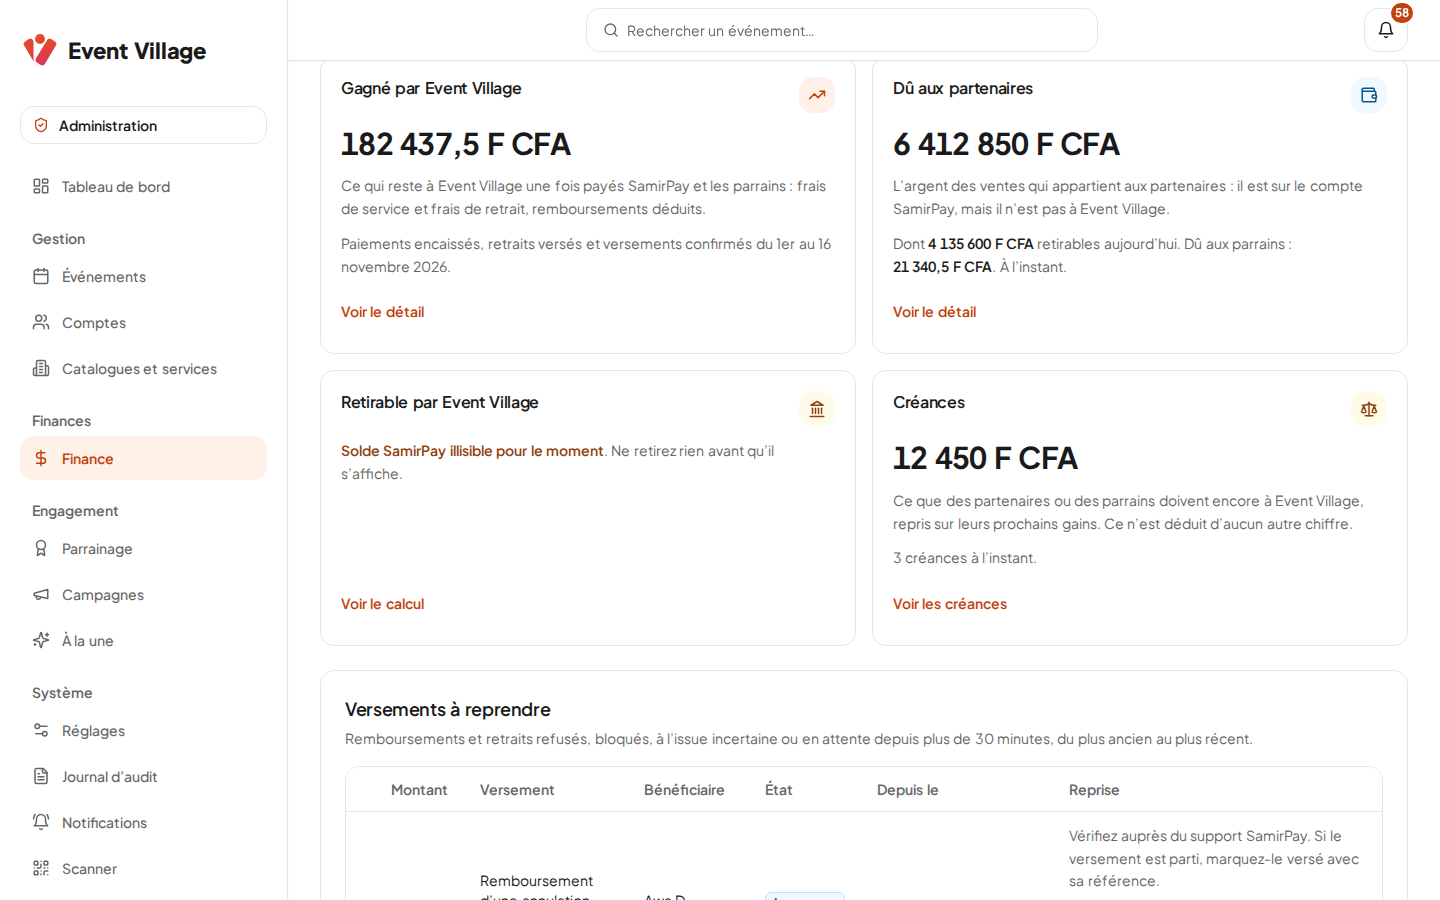 Event Village
Administration
Tableau de bord
Gestion
Événements
Comptes
Catalogues et services
Finances
Finance
Engagement
Parrainage
Campagnes
À la une
Système
Réglages
Journal d’audit
Notifications
Scanner
Rechercher un événement…
58
Gagné par Event Village
182 437,5 F CFA
Ce qui reste à Event Village une fois payés SamirPay et les parrains : frais
de service et frais de retrait, remboursements déduits.
Paiements encaissés, retraits versés et versements confirmés du 1er au 16
novembre 2026.
Voir le détail
Dû aux partenaires
6 412 850 F CFA
L’argent des ventes qui appartient aux partenaires : il est sur le compte
SamirPay, mais il n’est pas à Event Village.
Dont 4 135 600 F CFA retirables aujourd’hui. Dû aux parrains :
21 340,5 F CFA. À l’instant.
Voir le détail
Retirable par Event Village
Solde SamirPay illisible pour le moment. Ne retirez rien avant qu’il
s’affiche.
Voir le calcul
Créances
12 450 F CFA
Ce que des partenaires ou des parrains doivent encore à Event Village,
repris sur leurs prochains gains. Ce n’est déduit d’aucun autre chiffre.
3 créances à l’instant.
Voir les créances
Versements à reprendre
Remboursements et retraits refusés, bloqués, à l’issue incertaine ou en attente depuis plus de 30 minutes, du plus ancien au plus récent.
Montant Versement Bénéficiaire État Depuis le Reprise
Vérifiez auprès du support SamirPay. Si le
versement est parti, marquez-le versé avec
sa référence.
Remboursement